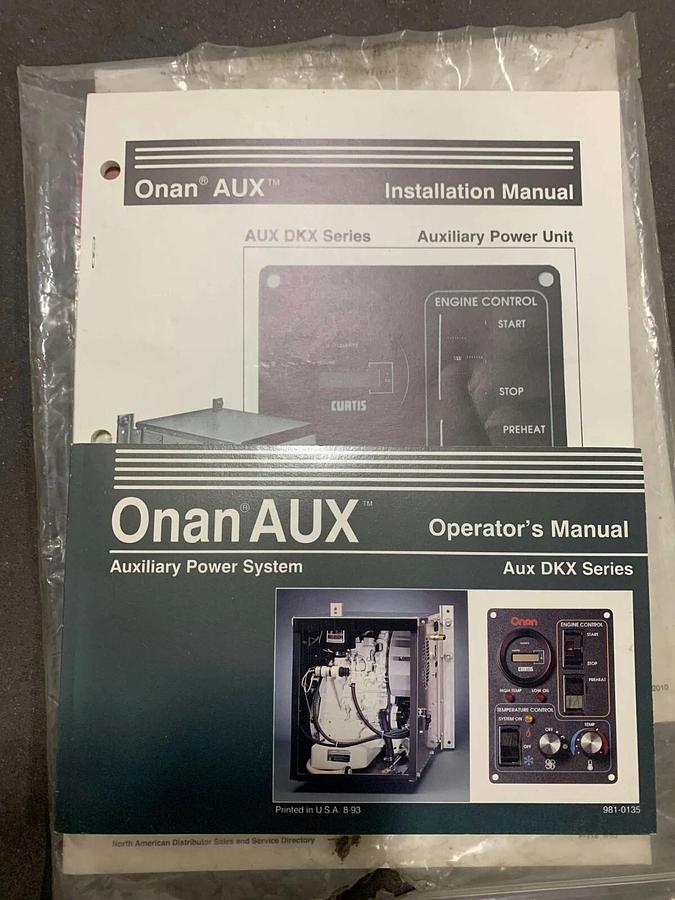 Onan® AUX™ Installation Manual
AUX DKX Series Auxiliary Power Unit
ENGINE CONTROL
START
CURTIS
STOP
PREHEAT
Onan® AUX™ Operator's Manual
Auxiliary Power System Aux DKX Series
Onan
ENGINE CONTROL
START
CURTIS
STOP
PREHEAT
HIGH TEMP LOW OIL
TEMPERATURE CONTROL
SYSTEM ON
OFF TEMP
OFF
2010
Printed in U.S.A. 8-93 981-0135
North American Distributor Sales and Service Directory